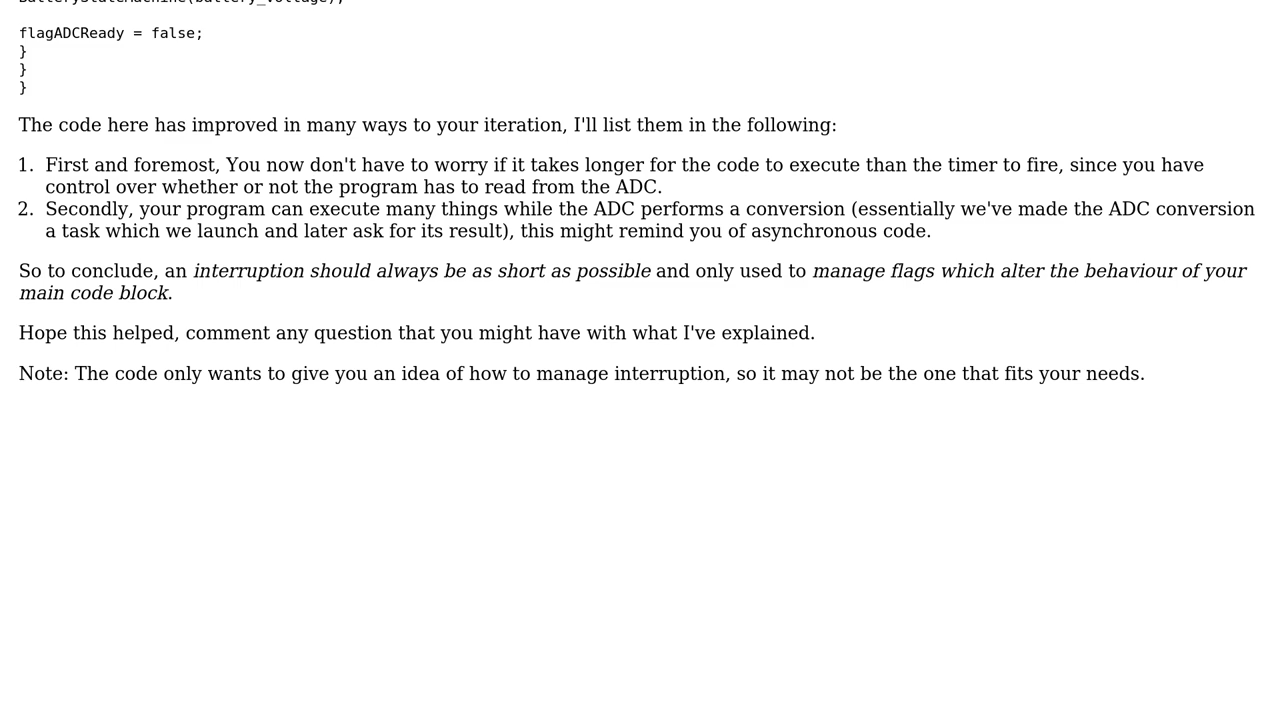 BatteryStateMachine(battery_voltage);
flagADCReady = false;
}
}
}
The code here has improved in many ways to your iteration, I'll list them in the following:
1. First and foremost, You now don't have to worry if it takes longer for the code to execute than the timer to fire, since you have
control over whether or not the program has to read from the ADC.
2. Secondly, your program can execute many things while the ADC performs a conversion (essentially we've made the ADC conversion
a task which we launch and later ask for its result), this might remind you of asynchronous code.
So to conclude, an interruption should always be as short as possible and only used to manage flags which alter the behaviour of your
main code block.
Hope this helped, comment any question that you might have with what I've explained.
Note: The code only wants to give you an idea of how to manage interruption, so it may not be the one that fits your needs.